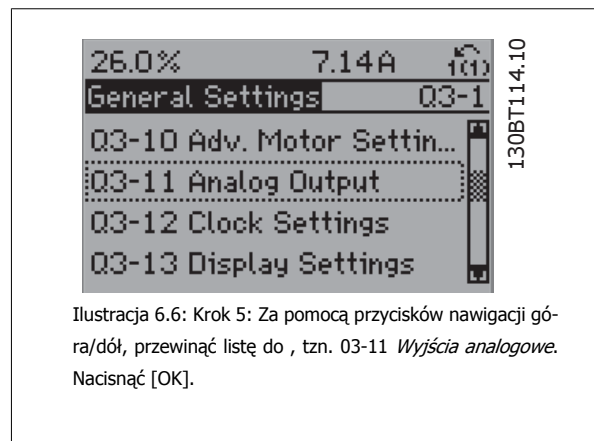 26.0% 7.14A 1(1)
General Settings Q3-1
Q3-10 Adv. Motor Settin...
Q3-11 Analog Output
Q3-12 Clock Settings
Q3-13 Display Settings
130BT114.10
Ilustracja 6.6: Krok 5: Za pomocą przycisków nawigacji gó-
ra/dół, przewinąć listę do , tzn. 03-11 Wyjścia analogowe.
Nacisnąć [OK].